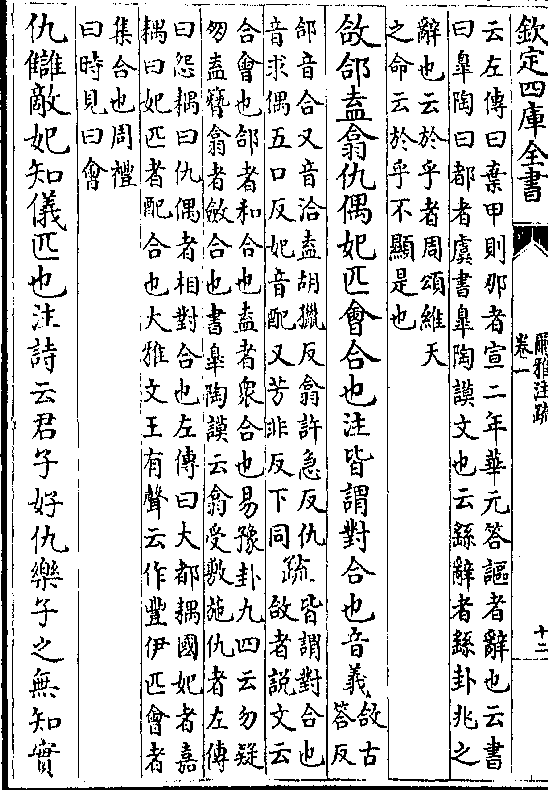 欽定四庫全書
爾雅注疏
卷一
十二
云左傳曰棄甲則那者宣二年華元答謳者辭也云書
曰皐陶曰都者虞書皐陶謨文也云繇辭者繇卦兆之
辭也云於乎者周頌維天
之命云於乎不顯是也
敆郃盍翕仇偶妃匹會合也注皆謂對合也音義 敆古
答反
郃音合又音洽盍胡獵反翕許急反仇
音求偶五口反妃音配又芳非反下同
疏 皆謂對合也
敆者説文云
合會也郃者和合也盍者衆合也易豫卦九四云勿疑
朋盍簪翕者斂合也書皐陶謨云翕受敷施仇者左傳
曰怨耦曰仇偶者相對合也左傳曰大都耦國妃者嘉
耦曰妃匹者配合也大雅文王有聲云作豐伊匹會者
集合也周禮
曰時見曰會
仇讎敵妃知儀匹也注詩云君子好仇樂子之無知實